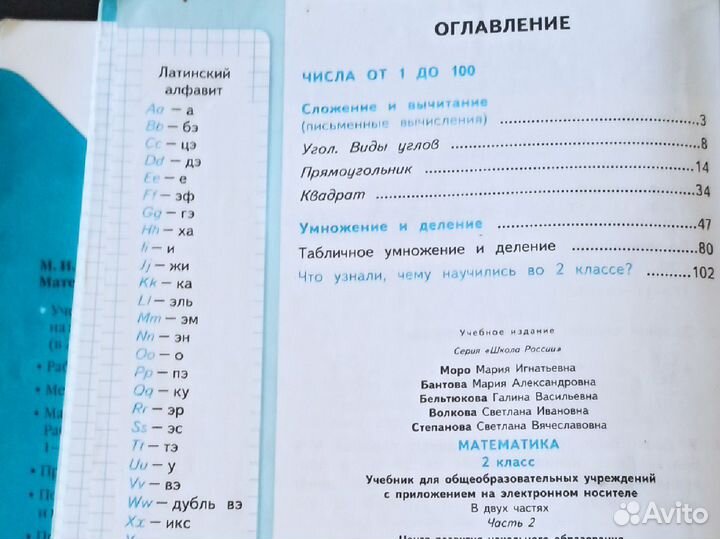 Латинский
алфавит
Aa – а
Bb – бэ
Cc – цэ
Dd – дэ
Ee – е
Ff – эф
Gg – гэ
Hh – ха
Ii – и
Jj – жи
Kk – ка
Ll – эль
Mm – эм
Nn – эн
Oo – о
Pp – пэ
Qq – ку
Rr – эр
Ss – эс
Tt – тэ
Uu – у
Vv – вэ
Ww – дубль вэ
Xx – икс
ОГЛАВЛЕНИЕ
ЧИСЛА ОТ 1 ДО 100
Сложение и вычитание
(письменные вычисления) ........ 3
Угол. Виды углов ........ 8
Прямоугольник ........ 14
Квадрат ........ 34
Умножение и деление ........ 47
Табличное умножение и деление ........ 80
Что узнали, чему научились во 2 классе? ........ 102
Учебное издание
Серия «Школа России»
Моро Мария Игнатьевна
Бантова Мария Александровна
Бельтюкова Галина Васильевна
Волкова Светлана Ивановна
Степанова Светлана Вячеславовна
МАТЕМАТИКА
2 класс
Учебник для общеобразовательных учреждений
с приложением на электронном носителе
В двух частях
Часть 2
Центр развития начального образования
М. И.
Avito